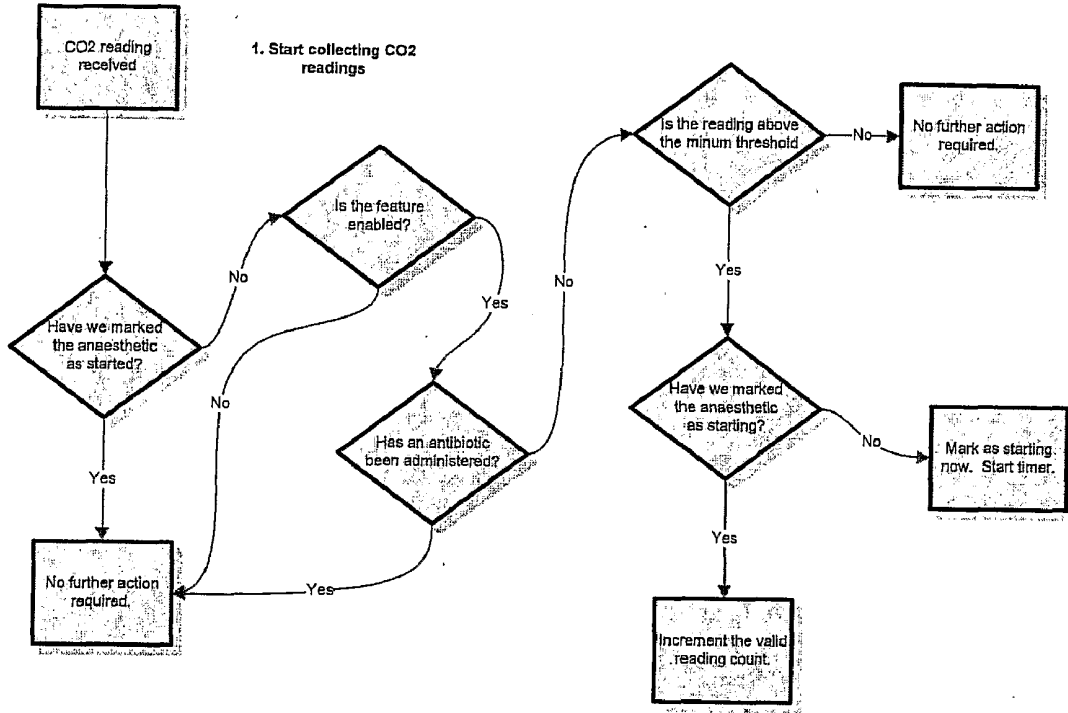 CO2 reading
received
1. Start collecting CO2
readings
Have we marked
the anaesthetic
as started?
No
Yes
No further action
required.
Is the feature
enabled?
No
Yes
Has an antibiotic
been administered?
Yes
No
Is the reading above
the minum threshold
No
No further action
required.
Yes
Have we marked
the anaesthetic
as starting?
No
Mark as starting
now. Start timer.
Yes
Increment the valid
reading count.